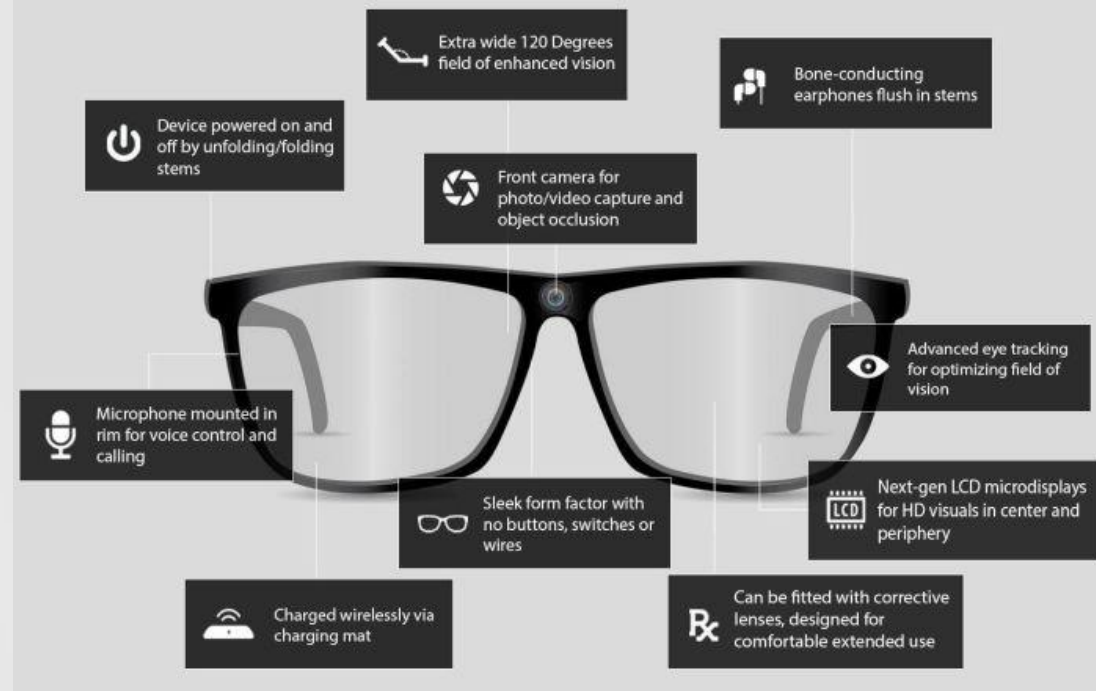 Extra wide 120 Degrees
field of enhanced vision
Bone-conducting
earphones flush in stems
Device powered on and
off by unfolding/folding
stems
Front camera for
photo/video capture and
object occlusion
Advanced eye tracking
for optimizing field of
vision
Microphone mounted in
rim for voice control and
calling
LCD
Next-gen LCD microdisplays
for HD visuals in center and
periphery
Sleek form factor with
no buttons, switches or
wires
Charged wirelessly via
charging mat
Rx
Can be fitted with corrective
lenses, designed for
comfortable extended use